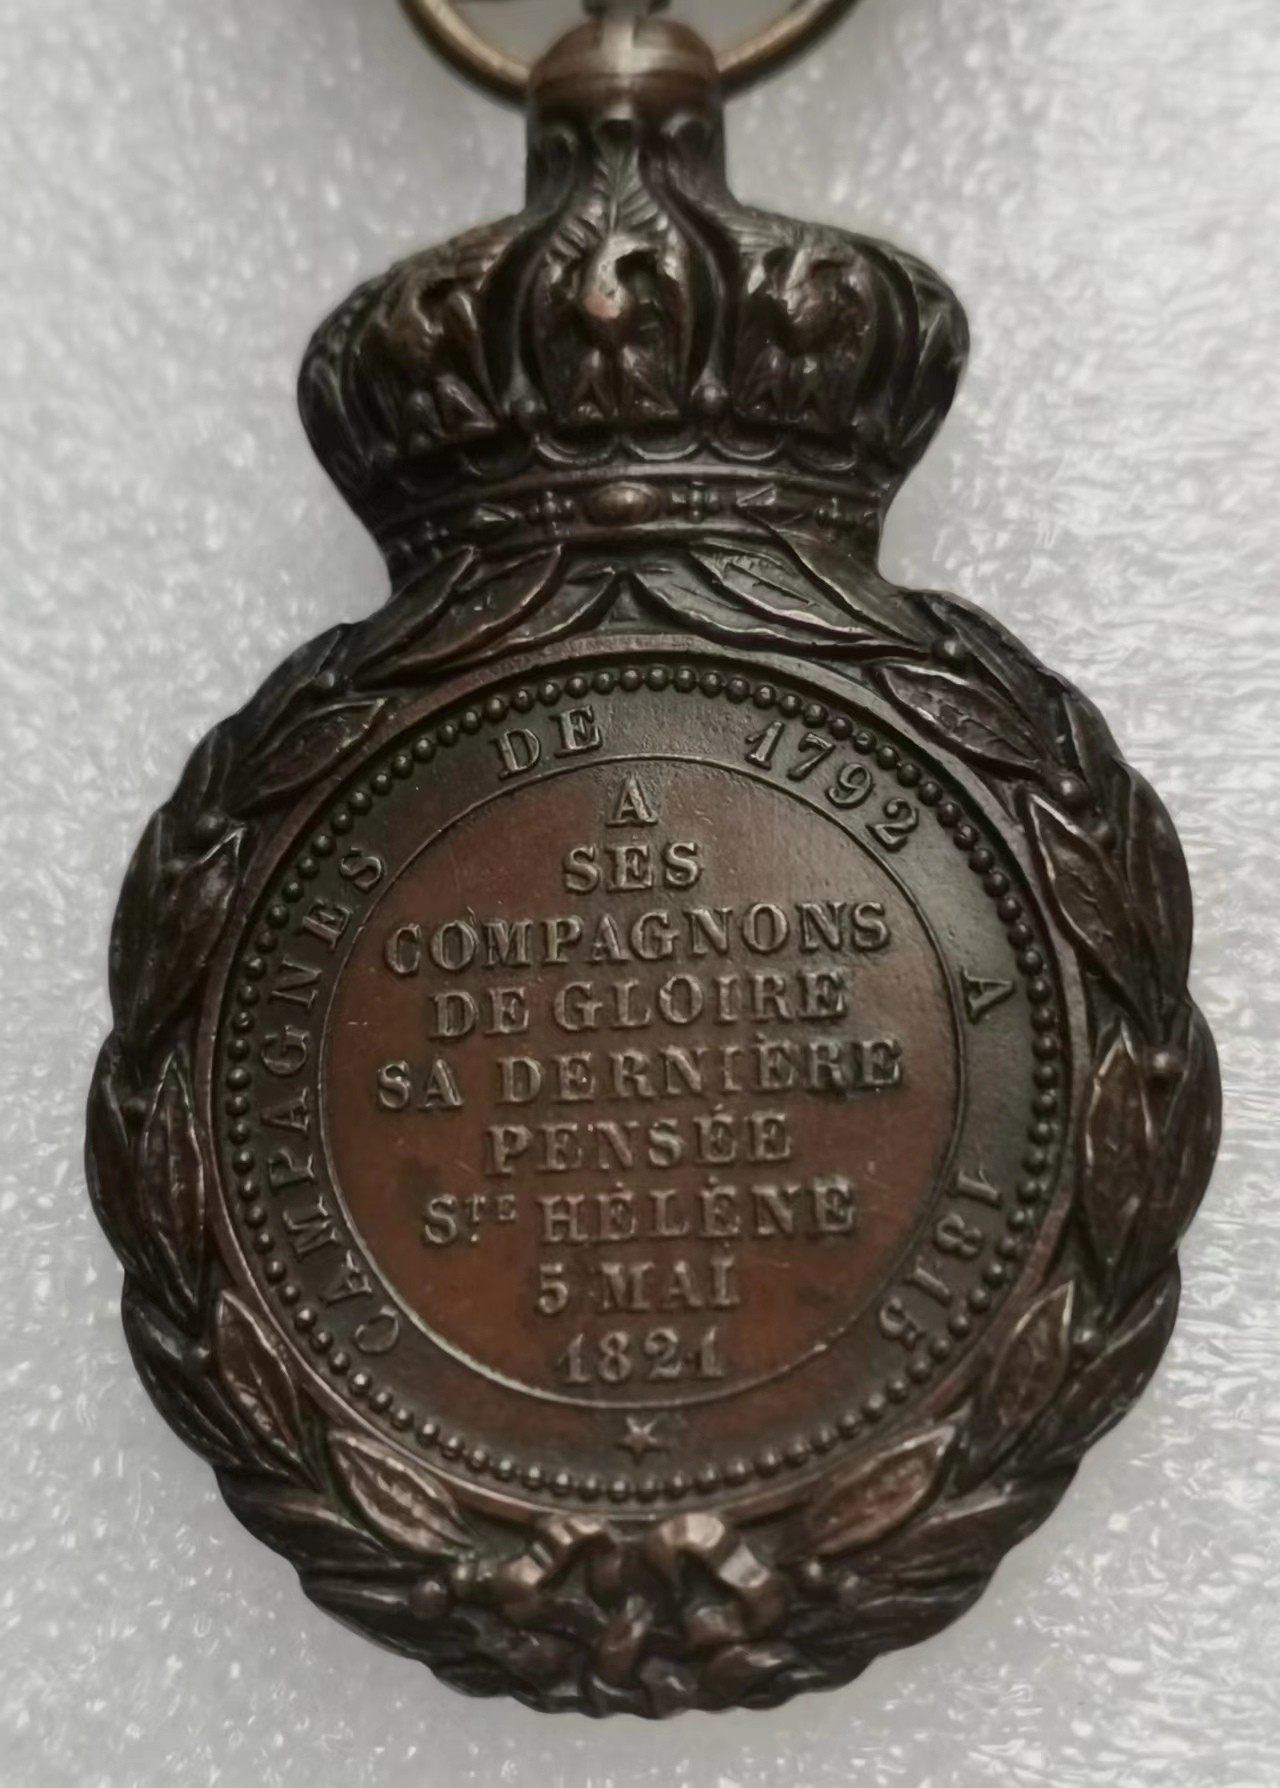 CAMPAGNES DE 1792 A 1815
A
SES
COMPAGNONS
DE GLOIRE
SA DERNIÈRE
PENSÉE
STE HÉLÈNE
5 MAI
1821